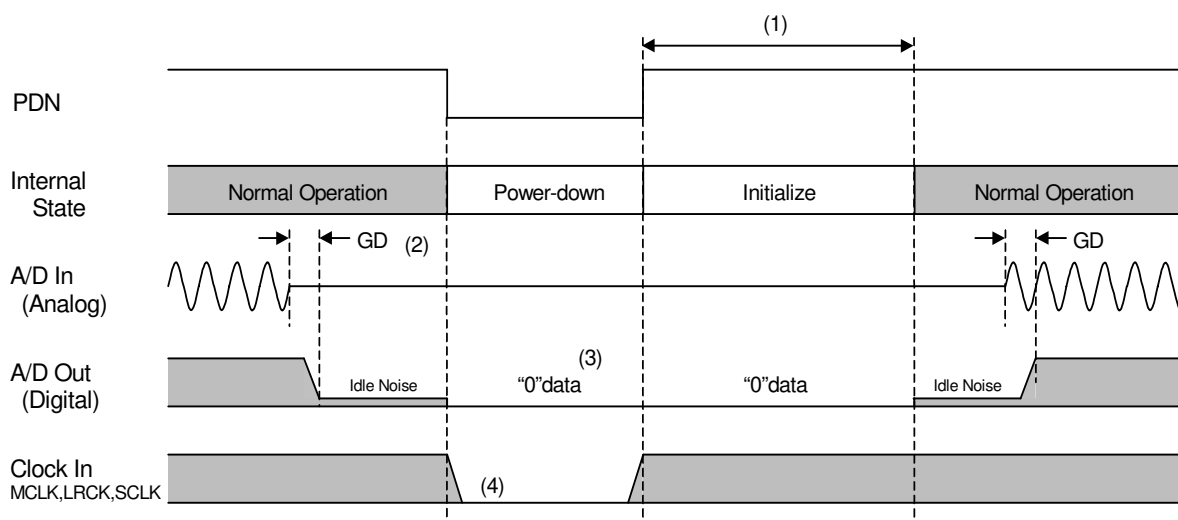 (1)
PDN
Internal
State
Normal Operation
Power-down
Initialize
Normal Operation
GD
(2)
GD
A/D In
(Analog)
A/D Out
(Digital)
Idle Noise
(3)
“0”data
“0”data
Idle Noise
Clock In
MCLK,LRCK,SCLK
(4)